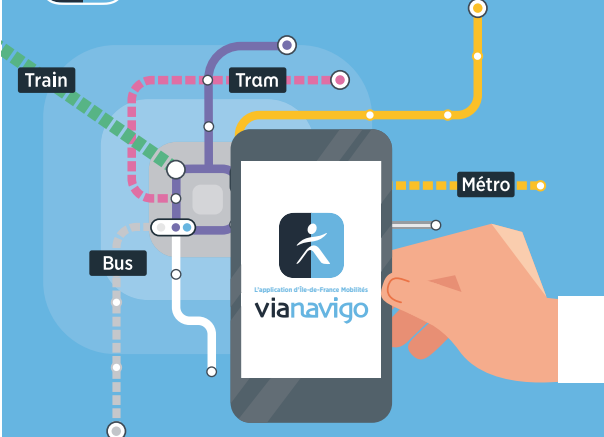 Train
Tram
Métro
Bus
L'application d'Île-de-France Mobilités
vianavigo